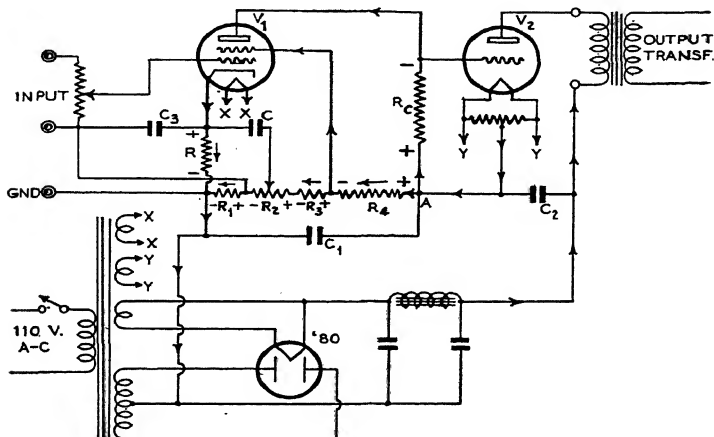 V₁
V₂
OUTPUT
TRANSF.
INPUT
X X
C₃
C
R
RC
Y Y
+
-
-
+
+
-
GND
-R₁+ -R₂+ -R₃+ - R₄ +
A
C₂
C₁
X
X
Y
Y
110 V.
A-C
'80